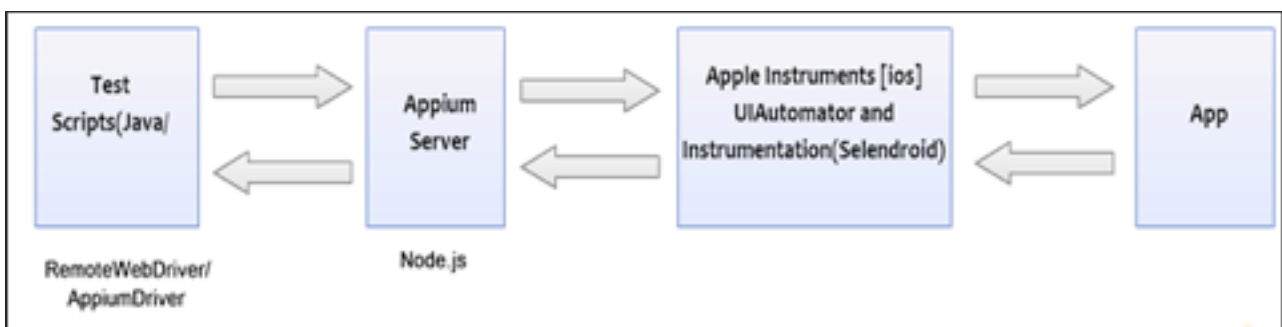 Test
Scripts(Java/
Appium
Server
Apple Instruments [ios]
UIAutomator and
Instrumentation(Selendroid)
App
RemoteWebDriver/
AppiumDriver
Node.js